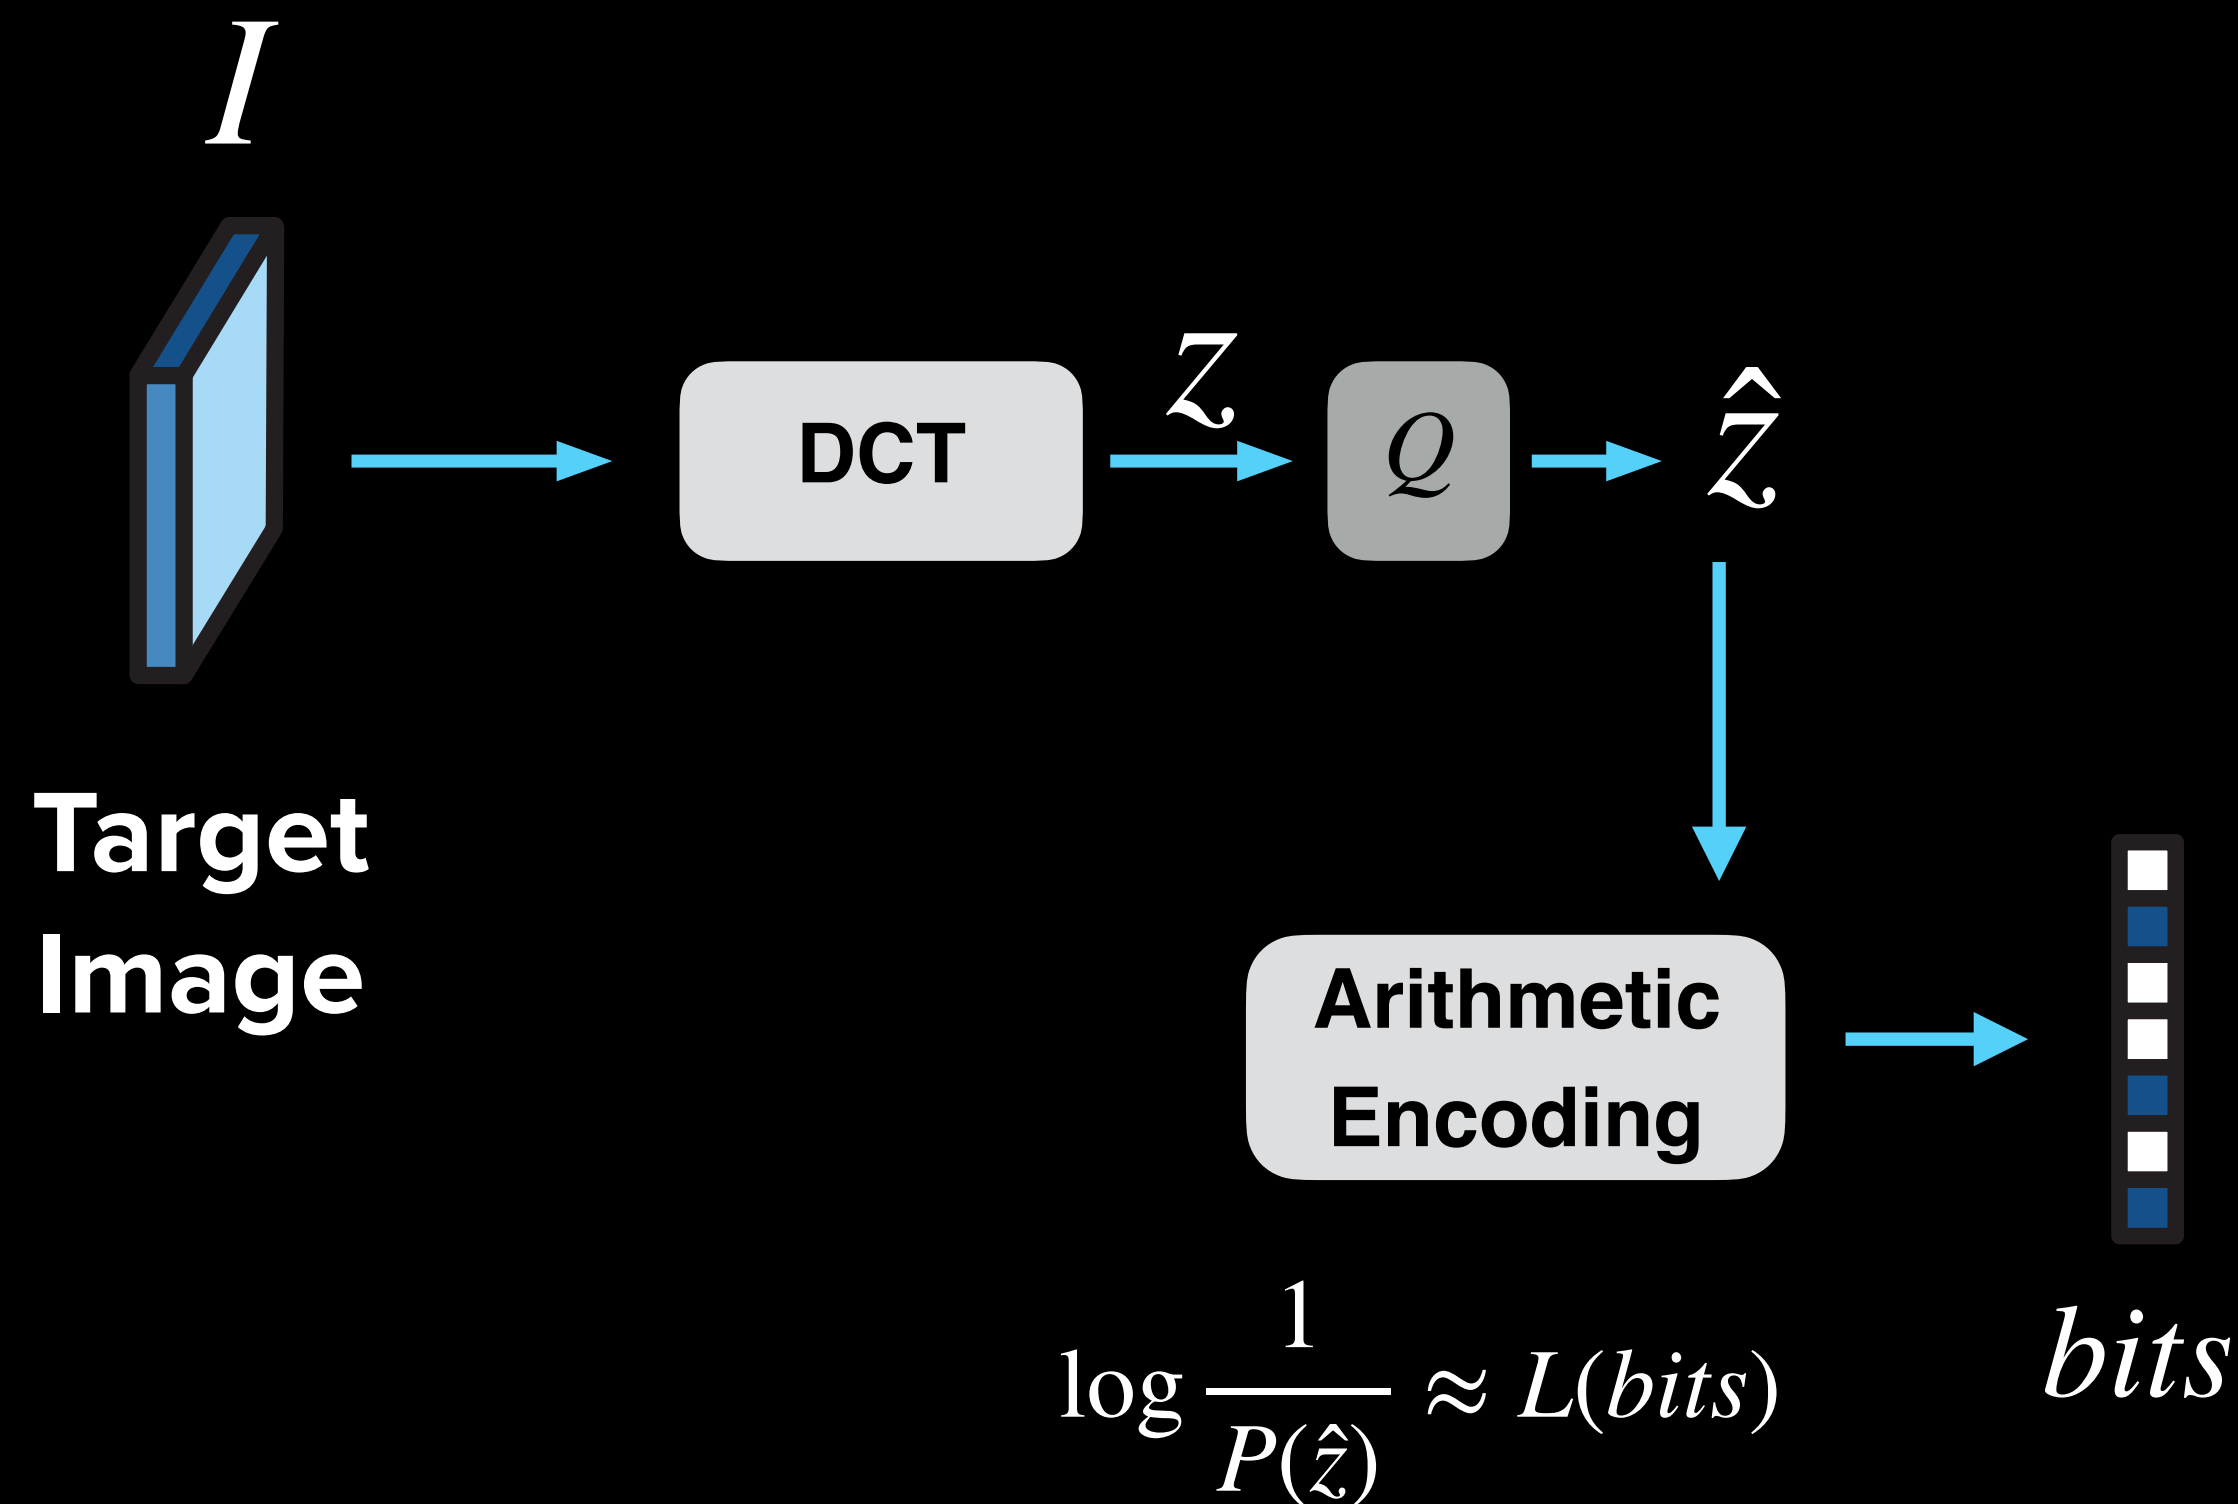 I
Target
Image
DCT
z
Q
ẑ
Arithmetic
Encoding
log 1/P(ẑ) ≈ L(bits)
bits